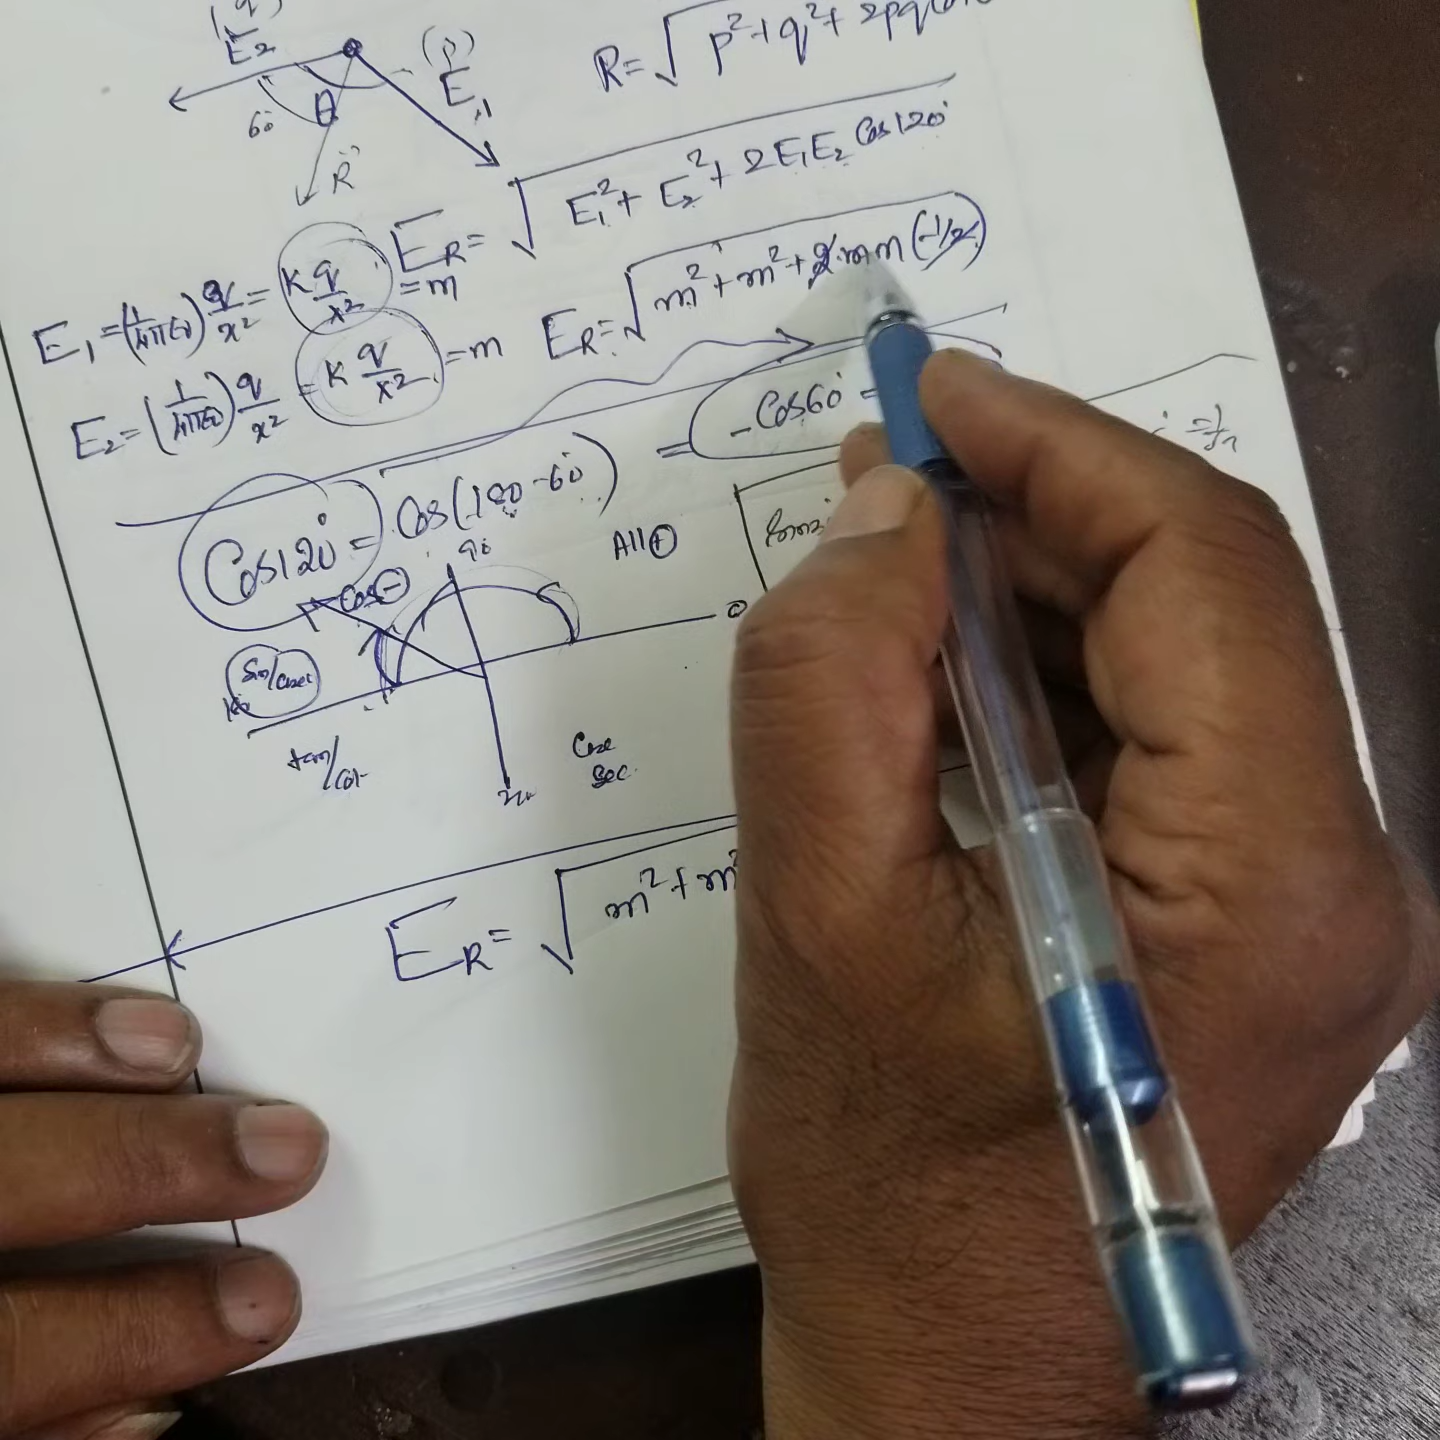 (q)
E₂
(p)
E₁
60°
θ
R
R = √p²+q²+2pq
E_R = √E₁² + E₂² + 2E₁E₂ Cos120°
E₁ = (1/4πε₀) q/x² = K q/x² = m
E_R = √m² + m² + 2 m m (-1/2)
E₂ = (1/4πε₀) q/x² = K q/x² = m
Cos120° = Cos(180-60°) = -Cos60° =
90°
All +
Cos -
0
Sin/Cosec
180
tan/Cot
Cos
Sec
270
E_R = √m² + m²